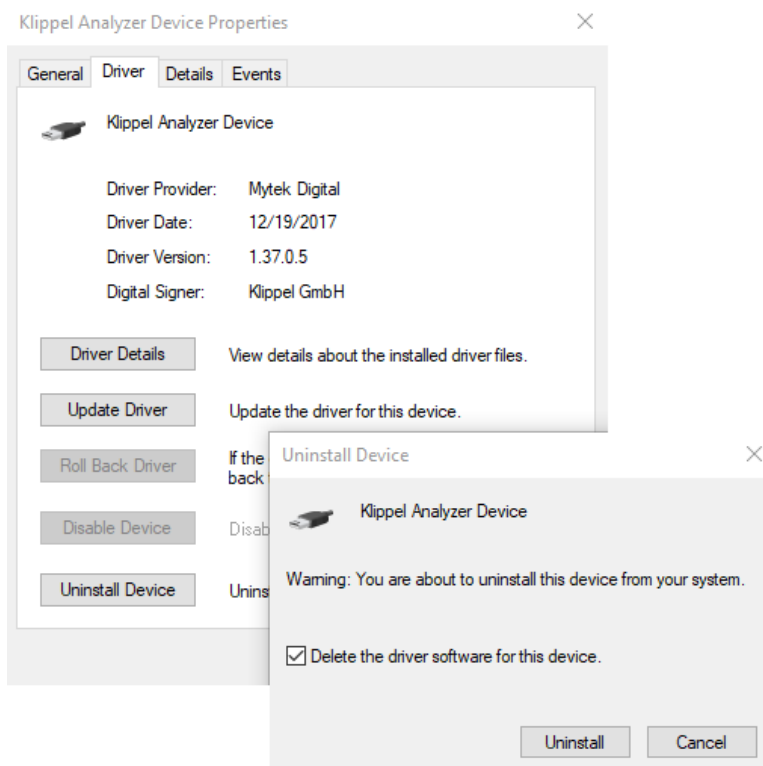 Klippel Analyzer Device Properties
General Driver Details Events
Klippel Analyzer Device
Driver Provider: Mytek Digital
Driver Date: 12/19/2017
Driver Version: 1.37.0.5
Digital Signer: Klippel GmbH
Driver Details View details about the installed driver files.
Update Driver Update the driver for this device.
Roll Back Driver If the
back
Disable Device
Uninstall Device
Uninstall Device
Klippel Analyzer Device
Warning: You are about to uninstall this device from your system.
Delete the driver software for this device.
Uninstall Cancel